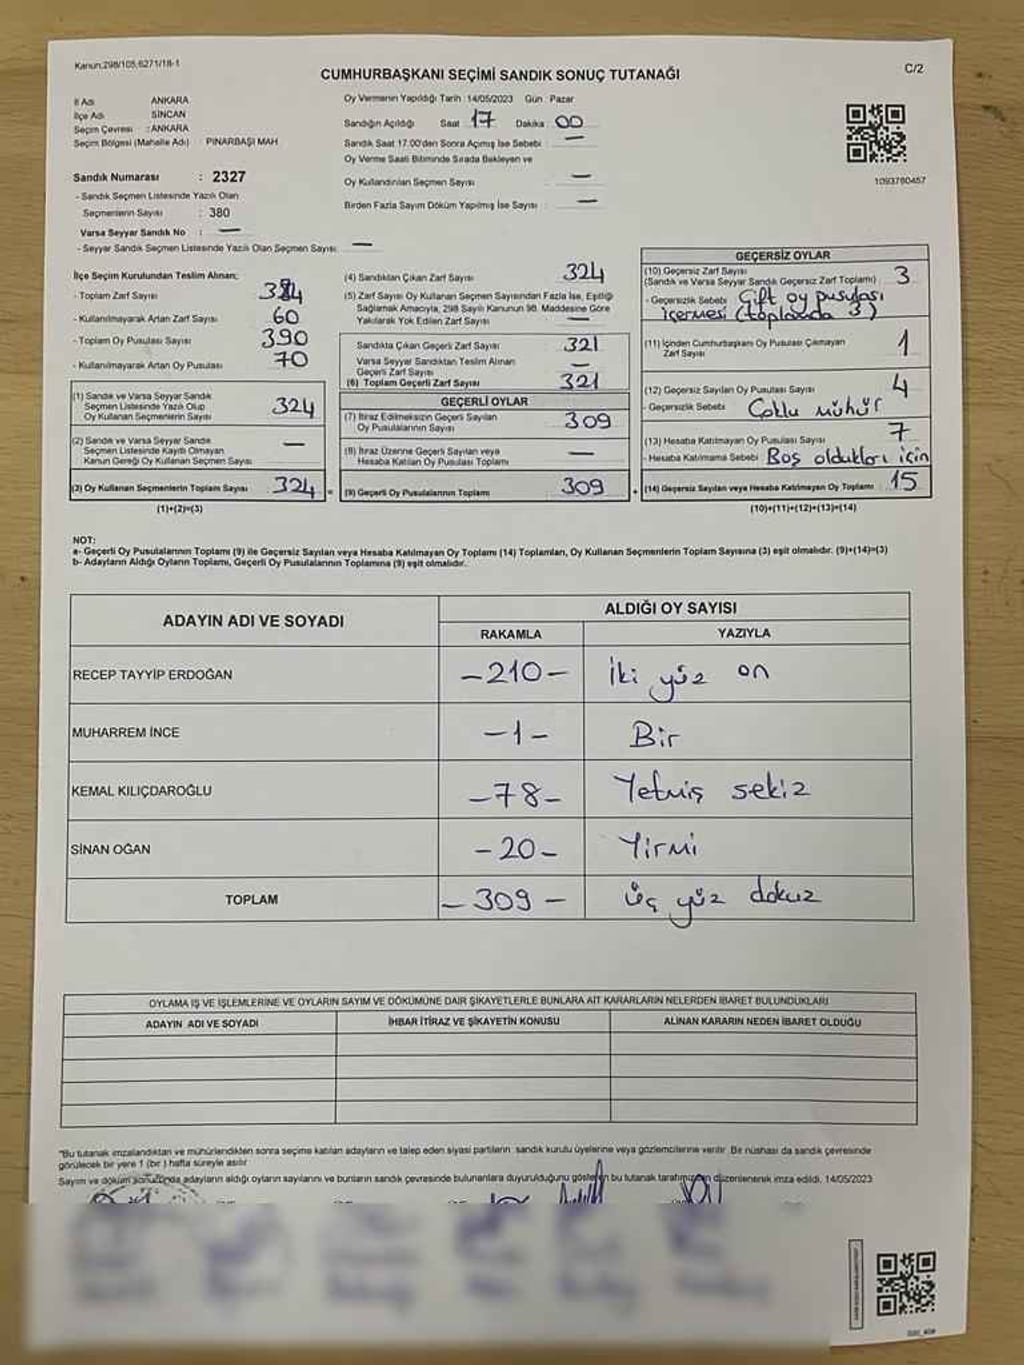 Kanun:298/105,6271/18-1
C/2
CUMHURBAŞKANI SEÇİMİ SANDIK SONUÇ TUTANAĞI
İl Adı ANKARA
İlçe Adı SİNCAN
Seçim Çevresi : ANKARA
Seçim Bölgesi (Mahalle Adı) : PINARBAŞI MAH
Sandık Numarası : 2327
- Sandık Seçmen Listesinde Yazılı Olan
Seçmenlerin Sayısı : 380
Varsa Seyyar Sandık No : —
- Seyyar Sandık Seçmen Listesinde Yazılı Olan Seçmen Sayısı: —
Oy Vermenin Yapıldığı Tarih : 14/05/2023 Gün : Pazar
Sandığın Açıldığı Saat 17 Dakika : 00
Sandık Saat 17.00'den Sonra Açımış İse Sebebi : —
Oy Verme Saati Bitiminde Sırada Bekleyen ve
Oy Kullandırılan Seçmen Sayısı —
Birden Fazla Sayım Döküm Yapılmış İse Sayısı : —
1093780457
İlçe Seçim Kurulundan Teslim Alınan;
- Toplam Zarf Sayısı
- Kullanılmayarak Artan Zarf Sayısı 60
- Toplam Oy Pusulası Sayısı 390
- Kullanılmayarak Artan Oy Pusulası 70
(1) Sandık ve Varsa Seyyar Sandık
Seçmen Listesinde Yazılı Olup
Oy Kullanan Seçmenlerin Sayısı 324
(2) Sandık ve Varsa Seyyar Sandık
Seçmen Listesinde Kayıtlı Olmayan
Kanun Gereği Oy Kullanan Seçmen Sayısı —
(3) Oy Kullanan Seçmenlerin Toplam Sayısı 324 =
(1)+(2)=(3)
(4) Sandıktan Çıkan Zarf Sayısı 324
(5) Zarf Sayısı Oy Kullanan Seçmen Sayısından Fazla İse, Eşitliği
Sağlamak Amacıyla, 298 Sayılı Kanunun 98. Maddesine Göre
Yakılarak Yok Edilen Zarf Sayısı —
Sandıkta Çıkan Geçerli Zarf Sayısı 321
Varsa Seyyar Sandıktan Teslim Alınan
Geçerli Zarf Sayısı —
(6) Toplam Geçerli Zarf Sayısı 321
GEÇERLİ OYLAR
(7) İtiraz Edilmeksizin Geçerli Sayılan
Oy Pusulalarının Sayısı 309
(8) İtiraz Üzerine Geçerli Sayılan veya
Hesaba Katılan Oy Pusulası Toplamı —
(9) Geçerli Oy Pusulalarının Toplamı 309 +
GEÇERSİZ OYLAR
(10) Geçersiz Zarf Sayısı
(Sandık ve Varsa Seyyar Sandık Geçersiz Zarf Toplamı) 3
- Geçersizlik Sebebi Çift oy pusulası
içermesi (toplamda 3)
(11) İçinden Cumhurbaşkanı Oy Pusulası Çıkmayan
Zarf Sayısı 1
(12) Geçersiz Sayılan Oy Pusulası Sayısı 4
- Geçersizlik Sebebi Çoklu mühür
(13) Hesaba Katılmayan Oy Pusulası Sayısı 7
- Hesaba Katılmama Sebebi Boş oldukları için
(14) Geçersiz Sayılan veya Hesaba Katılmayan Oy Toplamı 15
(10)+(11)+(12)+(13)=(14)
NOT:
a- Geçerli Oy Pusulalarının Toplamı (9) ile Geçersiz Sayılan veya Hesaba Katılmayan Oy Toplamı (14) Toplamları, Oy Kullanan Seçmenlerin Toplam Sayısına (3) eşit olmalıdır. (9)+(14)=(3)
b- Adayların Aldığı Oyların Toplamı, Geçerli Oy Pusulalarının Toplamına (9) eşit olmalıdır.
ADAYIN ADI VE SOYADI
ALDIĞI OY SAYISI
RAKAMLA YAZIYLA
RECEP TAYYİP ERDOĞAN -210- İki yüz on
MUHARREM İNCE -1- Bir
KEMAL KILIÇDAROĞLU -78- Yetmiş sekiz
SİNAN OĞAN -20- Yirmi
TOPLAM -309- üç yüz dokuz
OYLAMA İŞ VE İŞLEMLERİNE VE OYLARIN SAYIM VE DÖKÜMÜNE DAİR ŞİKAYETLERLE BUNLARA AİT KARARLARIN NELERDEN İBARET BULUNDUKLARI
ADAYIN ADI VE SOYADI İHBAR İTİRAZ VE ŞİKAYETİN KONUSU ALINAN KARARIN NEDEN İBARET OLDUĞU
"Bu tutanak imzalandıktan ve mühürlendikten sonra seçime katılan adayların ve talep eden siyasi partilerin sandık kurulu üyelerine veya gözlemcilerine verilir. Bir nüshası da sandık çevresinde
görülecek bir yere 1 (bir) hafta süreyle asılır
Sayım ve döküm sonucunda adayların aldığı oyların sayılarını ve bunların sandık çevresinde bulunanlara duyurulduğunu gösteren bu tutanak tarafımızdan düzenlenerek imza edildi. 14/05/2023